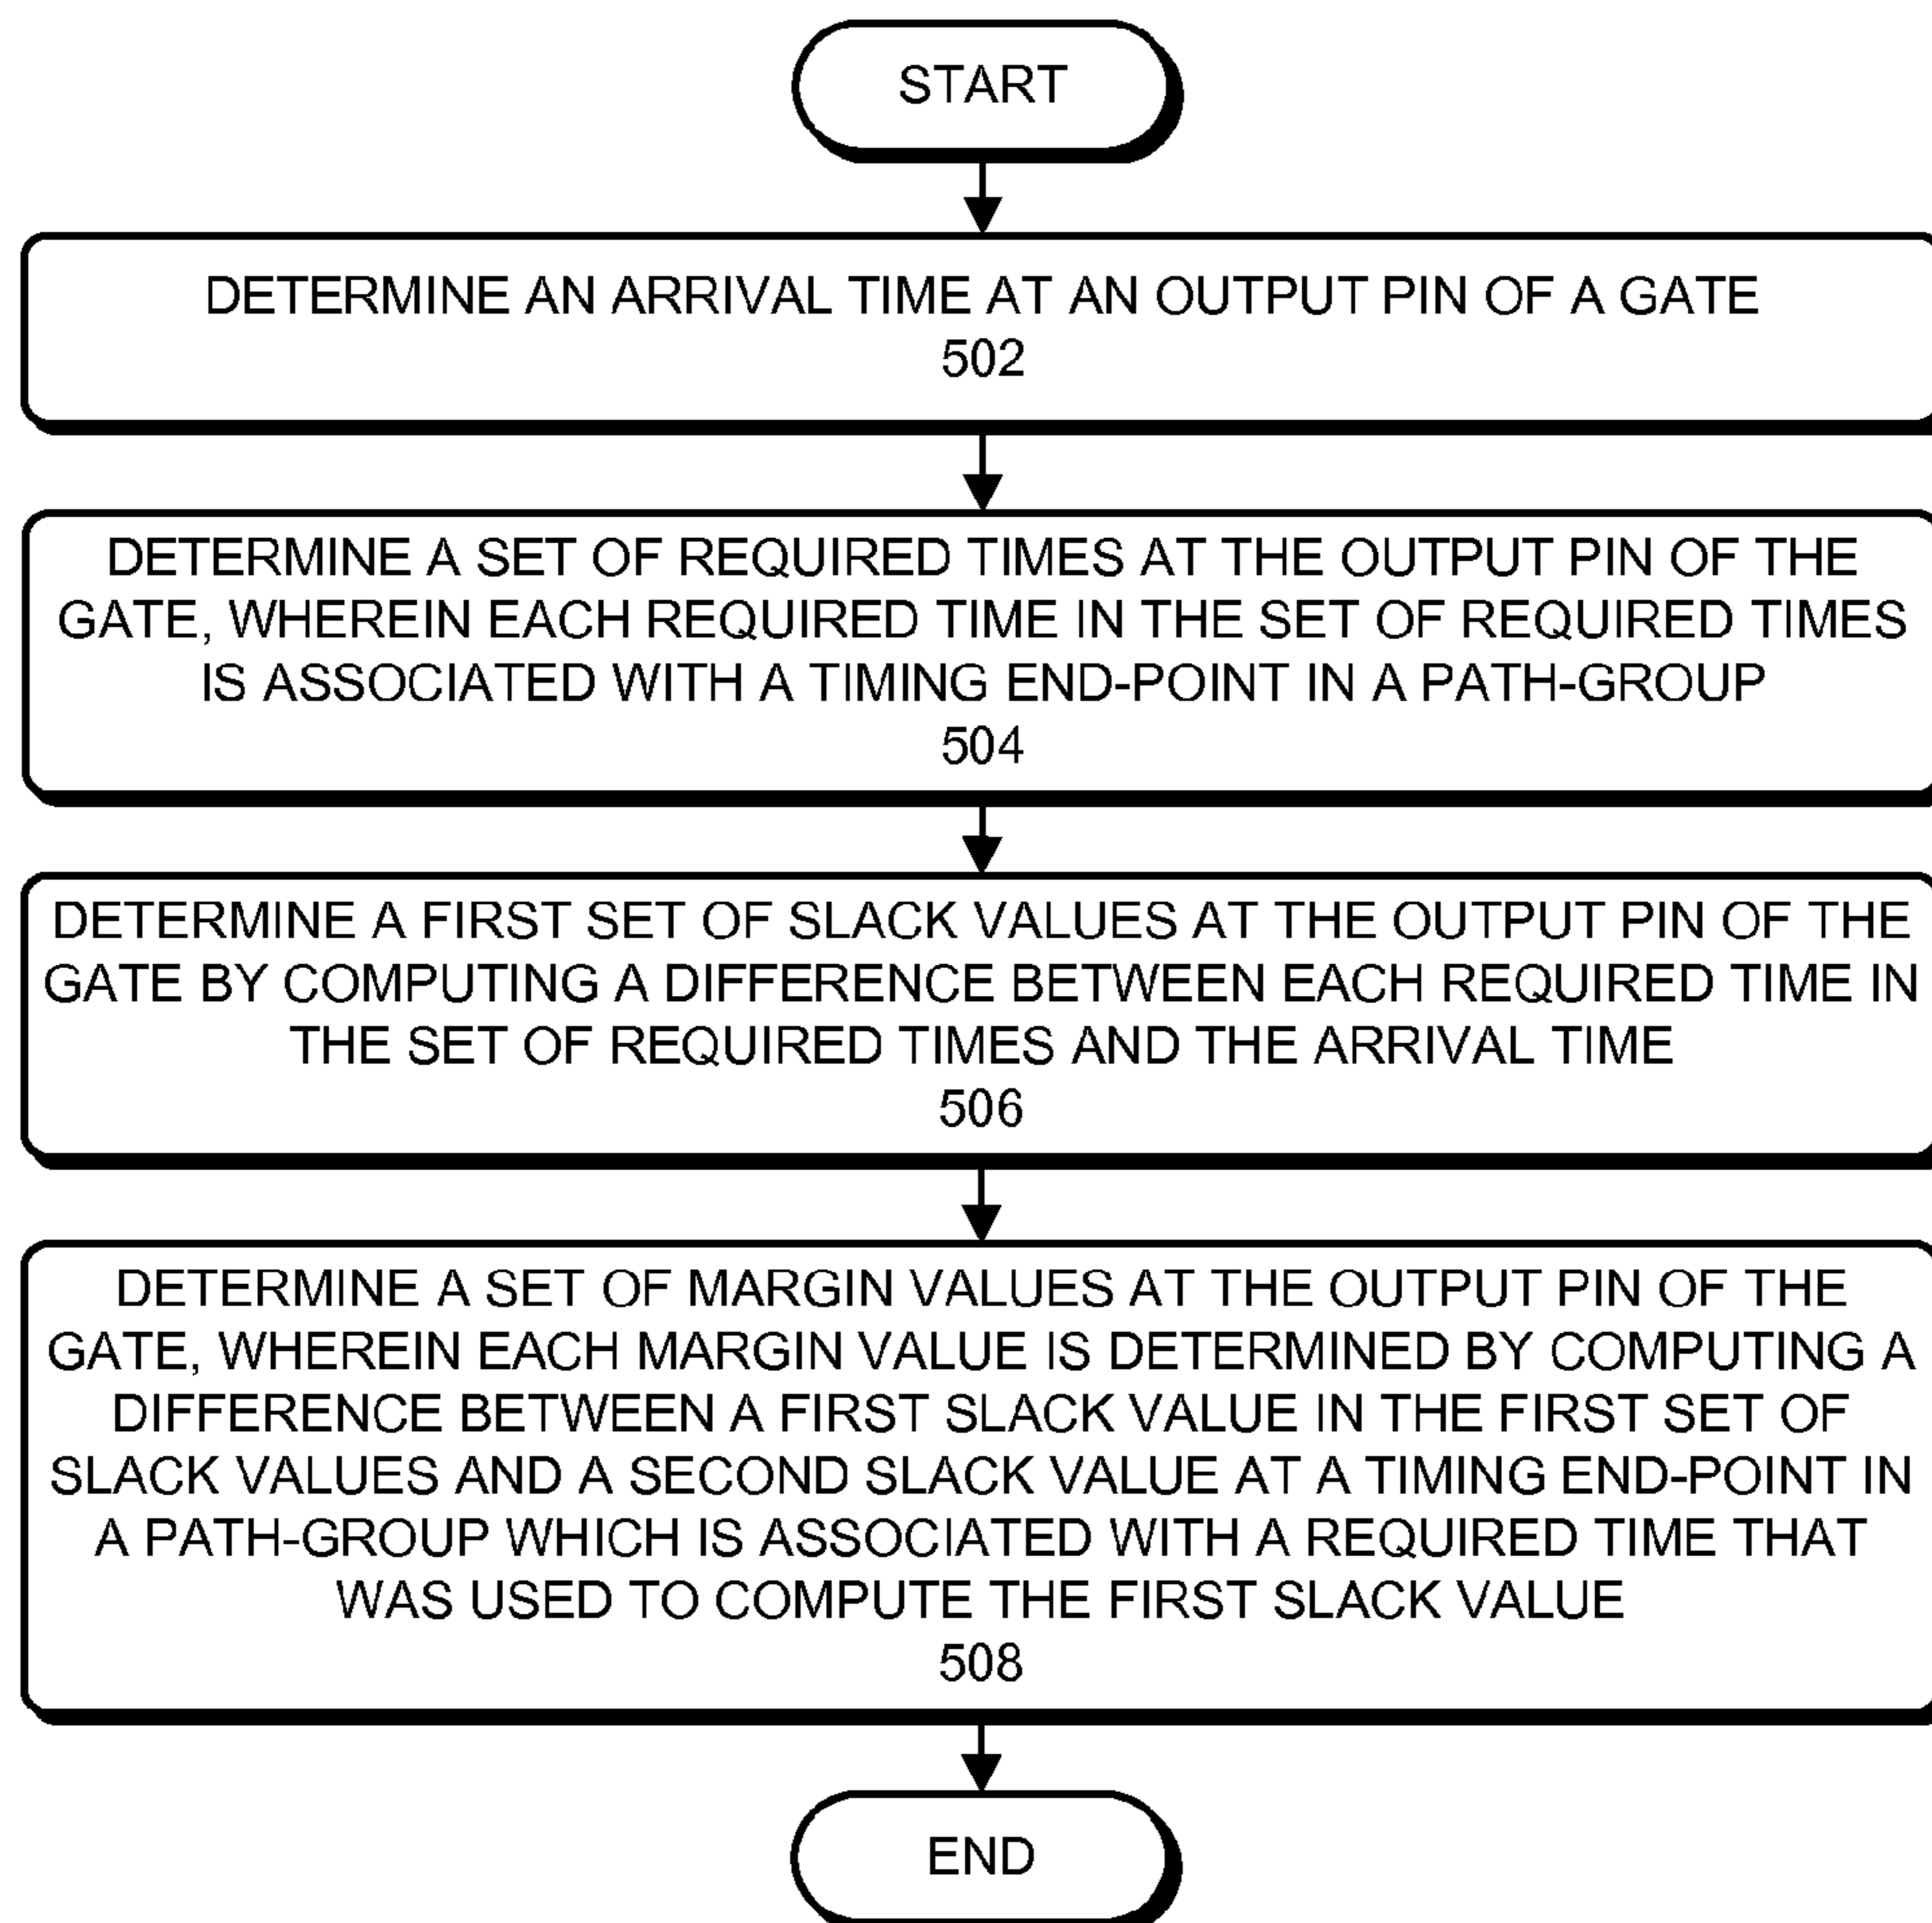 START
DETERMINE AN ARRIVAL TIME AT AN OUTPUT PIN OF A GATE
502
DETERMINE A SET OF REQUIRED TIMES AT THE OUTPUT PIN OF THE
GATE, WHEREIN EACH REQUIRED TIME IN THE SET OF REQUIRED TIMES
IS ASSOCIATED WITH A TIMING END-POINT IN A PATH-GROUP
504
DETERMINE A FIRST SET OF SLACK VALUES AT THE OUTPUT PIN OF THE
GATE BY COMPUTING A DIFFERENCE BETWEEN EACH REQUIRED TIME IN
THE SET OF REQUIRED TIMES AND THE ARRIVAL TIME
506
DETERMINE A SET OF MARGIN VALUES AT THE OUTPUT PIN OF THE
GATE, WHEREIN EACH MARGIN VALUE IS DETERMINED BY COMPUTING A
DIFFERENCE BETWEEN A FIRST SLACK VALUE IN THE FIRST SET OF
SLACK VALUES AND A SECOND SLACK VALUE AT A TIMING END-POINT IN
A PATH-GROUP WHICH IS ASSOCIATED WITH A REQUIRED TIME THAT
WAS USED TO COMPUTE THE FIRST SLACK VALUE
508
END